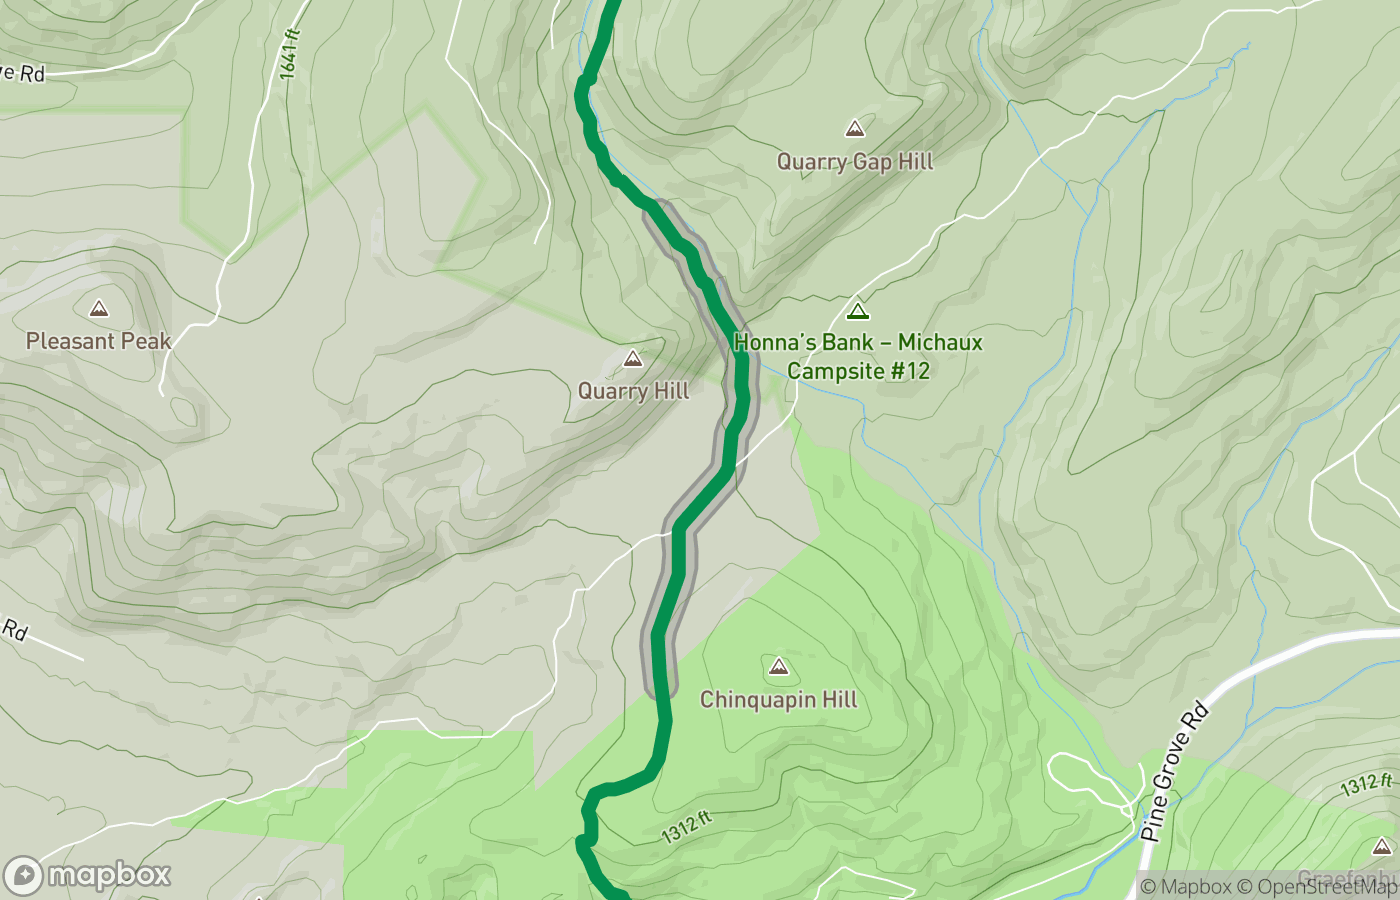 1641 ft
ve Rd
Quarry Gap Hill
Pleasant Peak
Honna's Bank – Michaux
Campsite #12
Quarry Hill
Rd
Chinquapin Hill
Pine Grove Rd
1312 ft
1312 ft
mapbox
Graefenbu
© Mapbox © OpenStreetMap